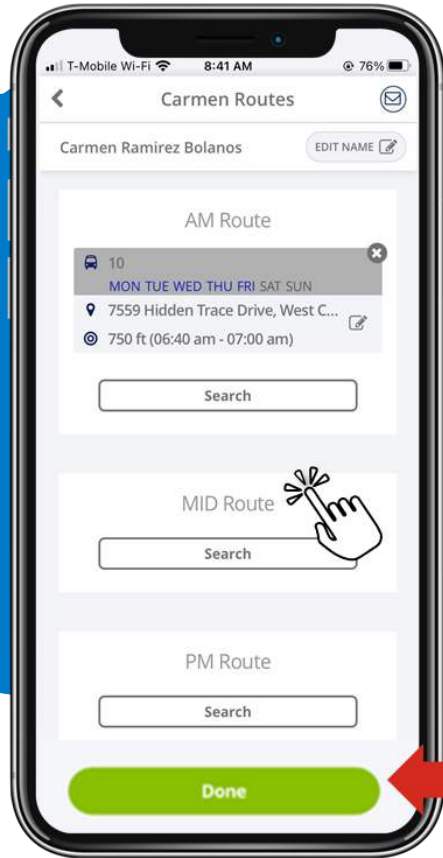 T-Mobile Wi-Fi 8:41 AM 76%
Carmen Routes
Carmen Ramirez Bolanos EDIT NAME
AM Route
10
MON TUE WED THU FRI SAT SUN
7559 Hidden Trace Drive, West C...
750 ft (06:40 am - 07:00 am)
Search
MID Route
Search
PM Route
Search
Done